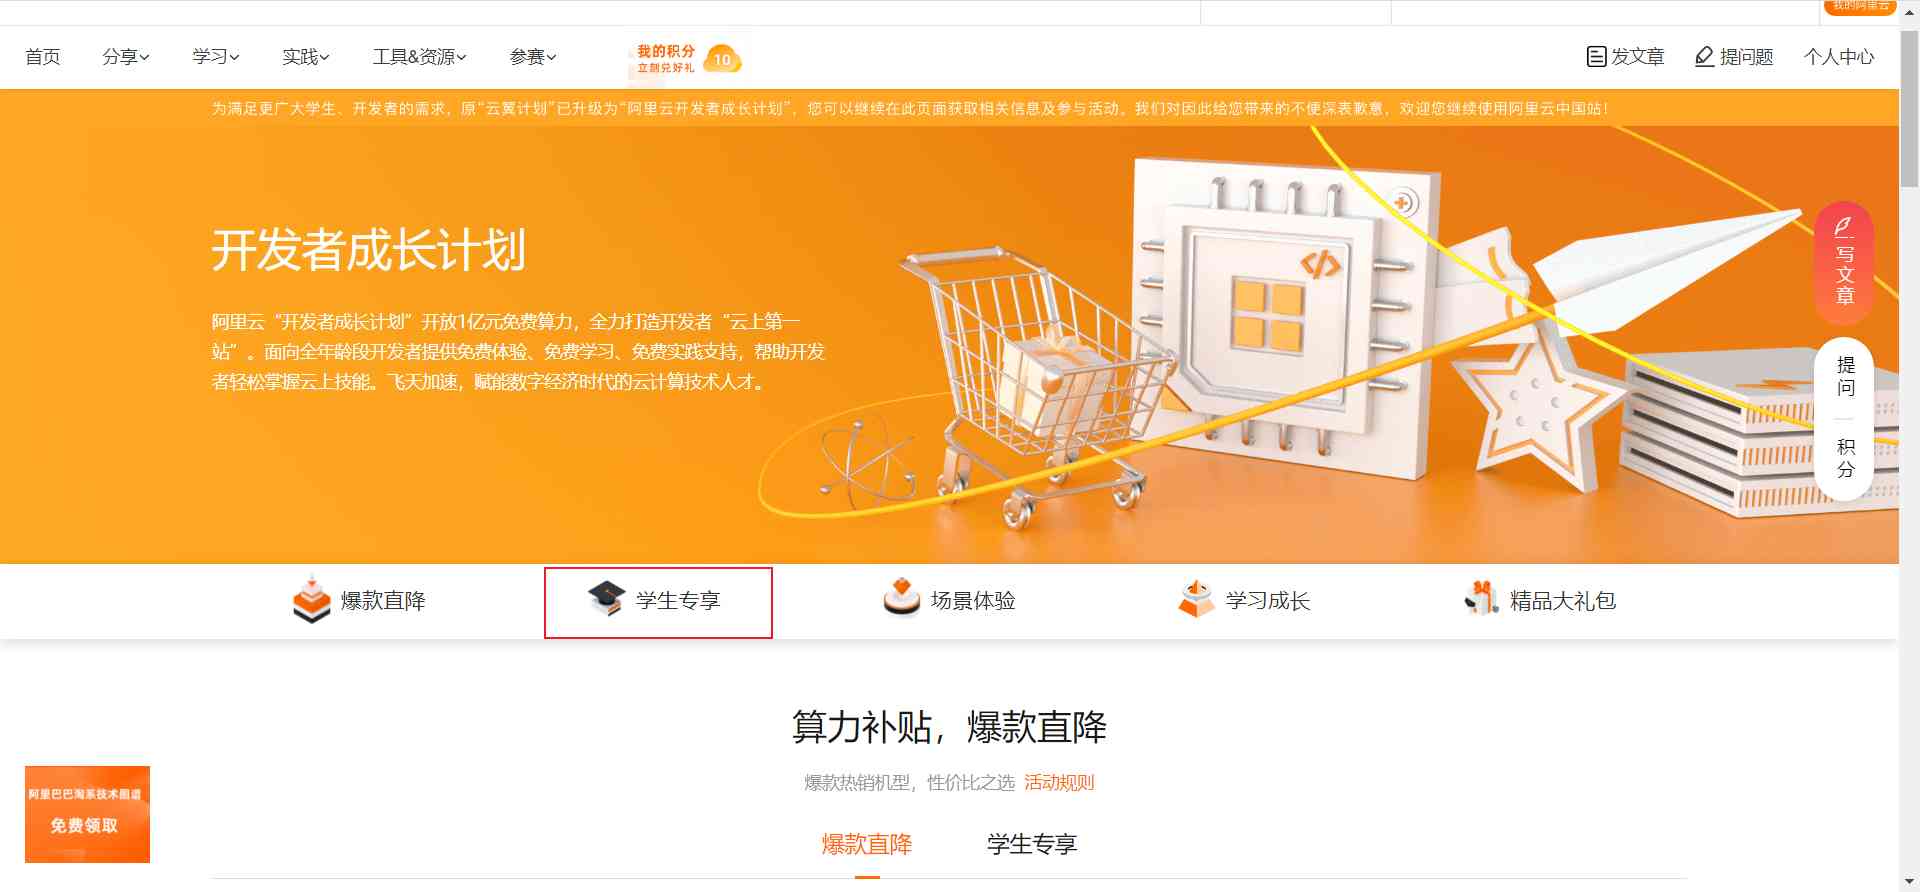 我的阿里云
首页
分享
学习
实践
工具&资源
参赛
我的积分
立刻兑好礼
10
发文章
提问题
个人中心
为满足更广大学生、开发者的需求，原“云翼计划”已升级为“阿里云开发者成长计划”，您可以继续在此页面获取相关信息及参与活动。我们对因此给您带来的不便深表歉意，欢迎您继续使用阿里云中国站！
开发者成长计划
阿里云“开发者成长计划”开放1亿元免费算力，全力打造开发者“云上第一
站”。面向全年龄段开发者提供免费体验、免费学习、免费实践支持，帮助开发
者轻松掌握云上技能。飞天加速，赋能数字经济时代的云计算技术人才。
</>
写文章
提问
积分
爆款直降
学生专享
场景体验
学习成长
精品大礼包
算力补贴，爆款直降
爆款热销机型，性价比之选 活动规则
爆款直降
学生专享
阿里巴巴淘系技术图谱
免费领取